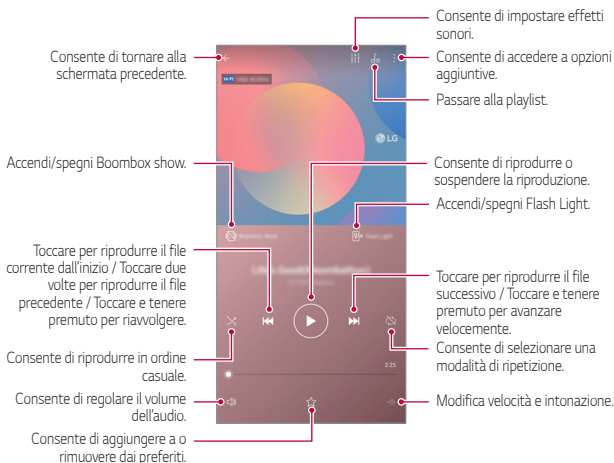 Consente di impostare effetti
sonori.
Consente di tornare alla
schermata precedente.
Consente di accedere a opzioni
aggiuntive.
Passare alla playlist.
HI-FI
LG
Accendi/spegni Boombox show.
Consente di riprodurre o
sospendere la riproduzione.
Accendi/spegni Flash Light.
Boombox Show
Flash Light
Toccare per riprodurre il file
corrente dall'inizio / Toccare due
volte per riprodurre il file
precedente / Toccare e tenere
premuto per riavvolgere.
Toccare per riprodurre il file
successivo / Toccare e tenere
premuto per avanzare
velocemente.
Consente di riprodurre in ordine
casuale.
Consente di selezionare una
modalità di ripetizione.
2:25
Consente di regolare il volume
dell'audio.
Modifica velocità e intonazione.
Consente di aggiungere a o
rimuovere dai preferiti.